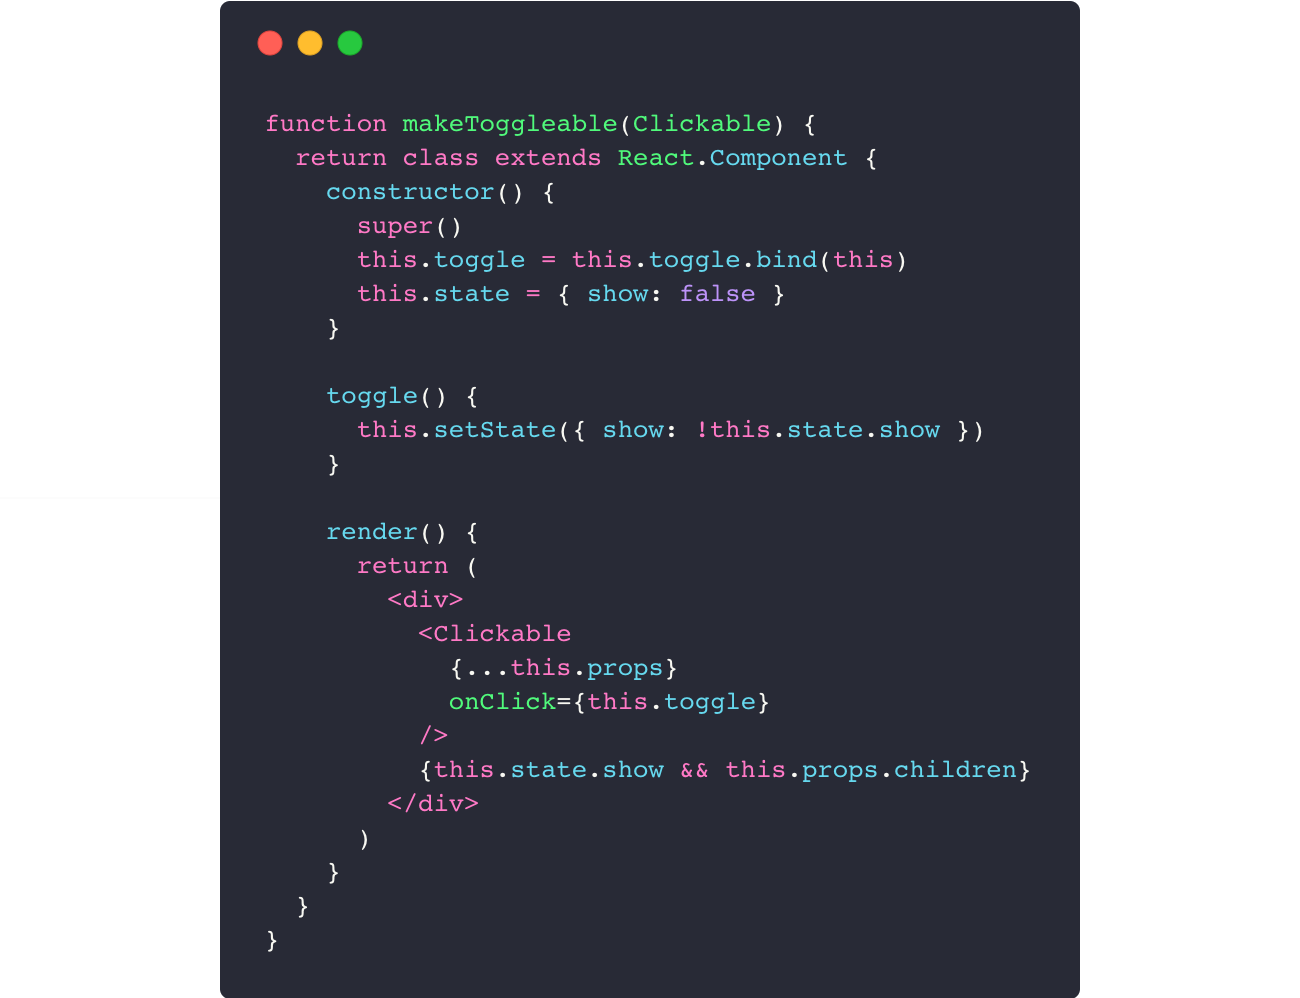 function makeToggleable(Clickable) {
  return class extends React.Component {
    constructor() {
      super()
      this.toggle = this.toggle.bind(this)
      this.state = { show: false }
    }

    toggle() {
      this.setState({ show: !this.state.show })
    }

    render() {
      return (
        <div>
          <Clickable
            {...this.props}
            onClick={this.toggle}
          />
          {this.state.show && this.props.children}
        </div>
      )
    }
  }
}